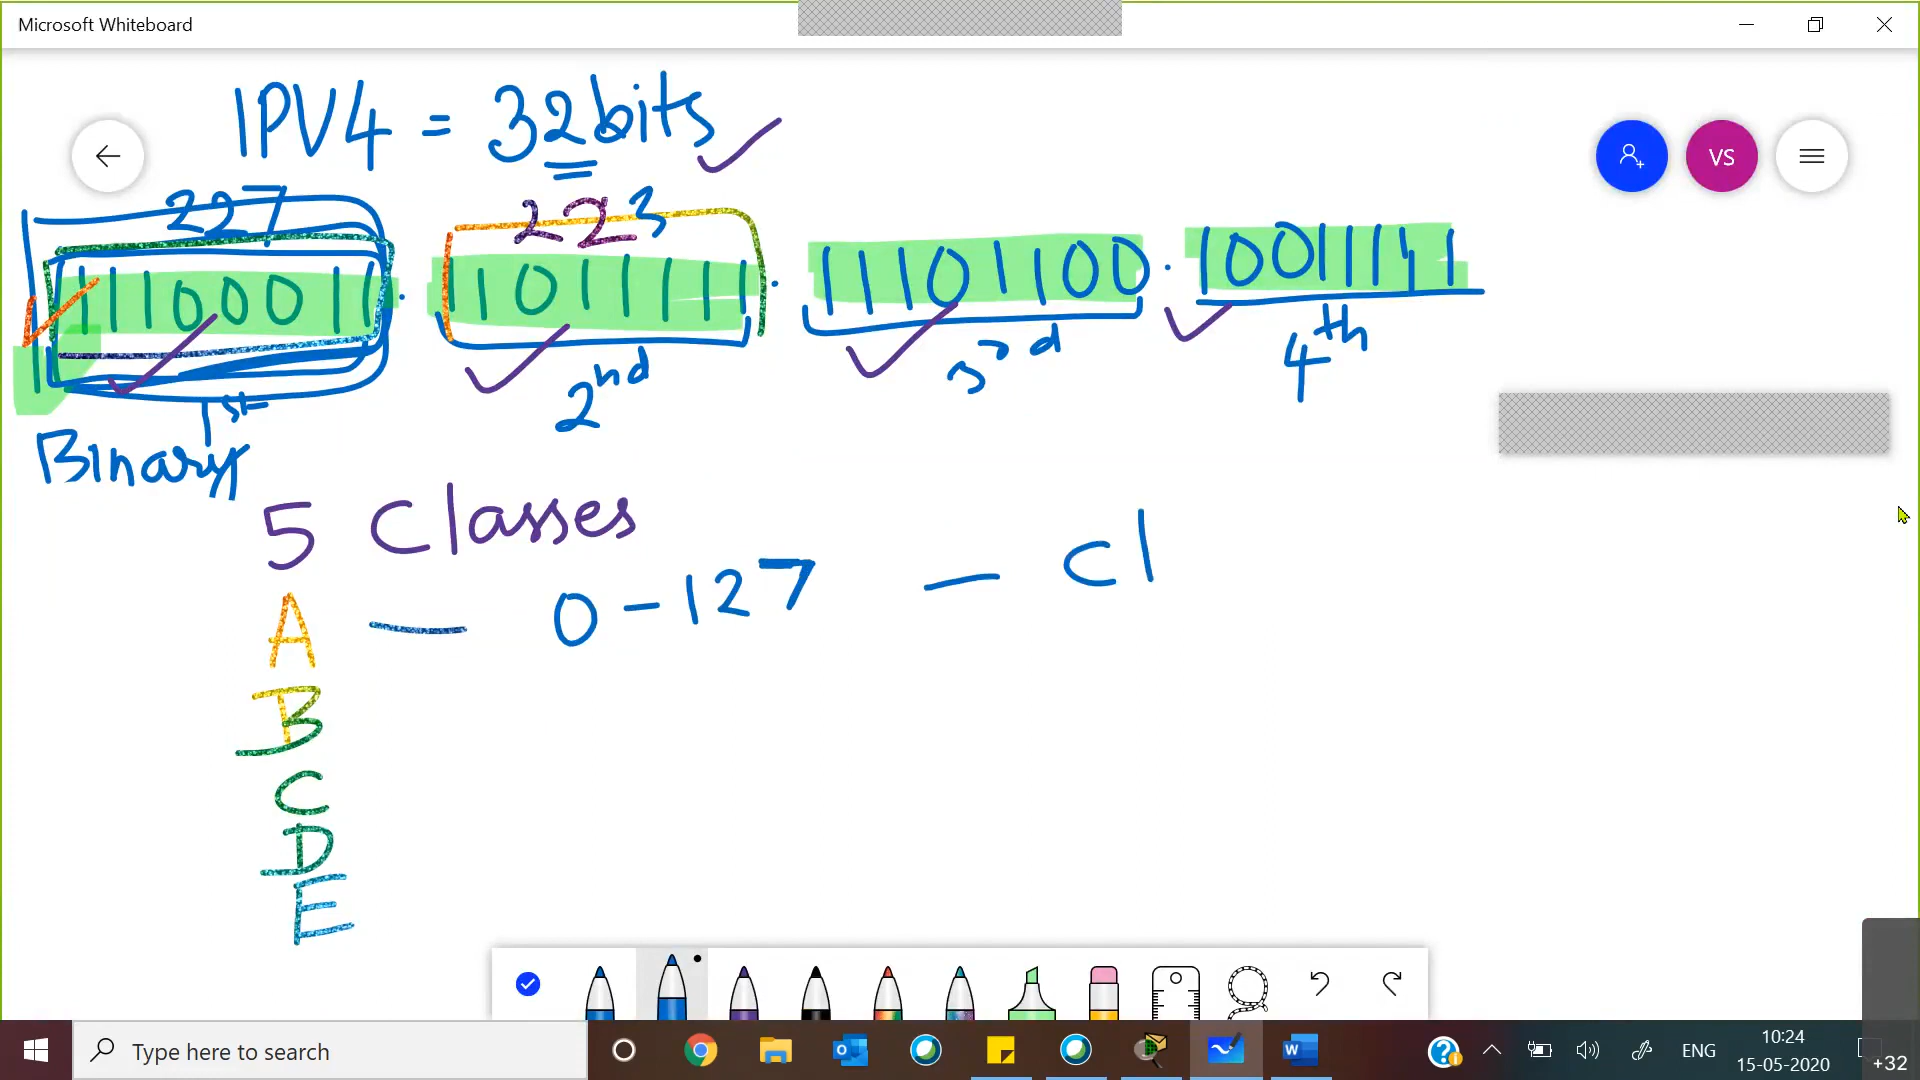 Microsoft Whiteboard
IPV4 = 32bits
VS
227 223
11100011 . 11011111 . 11101100 . 10011111
1st 2nd 3rd 4th
Binary
5 Classes
A — 0-127 — Cl
B
C
D
E
Type here to search
ENG
10:24
15-05-2020
+32